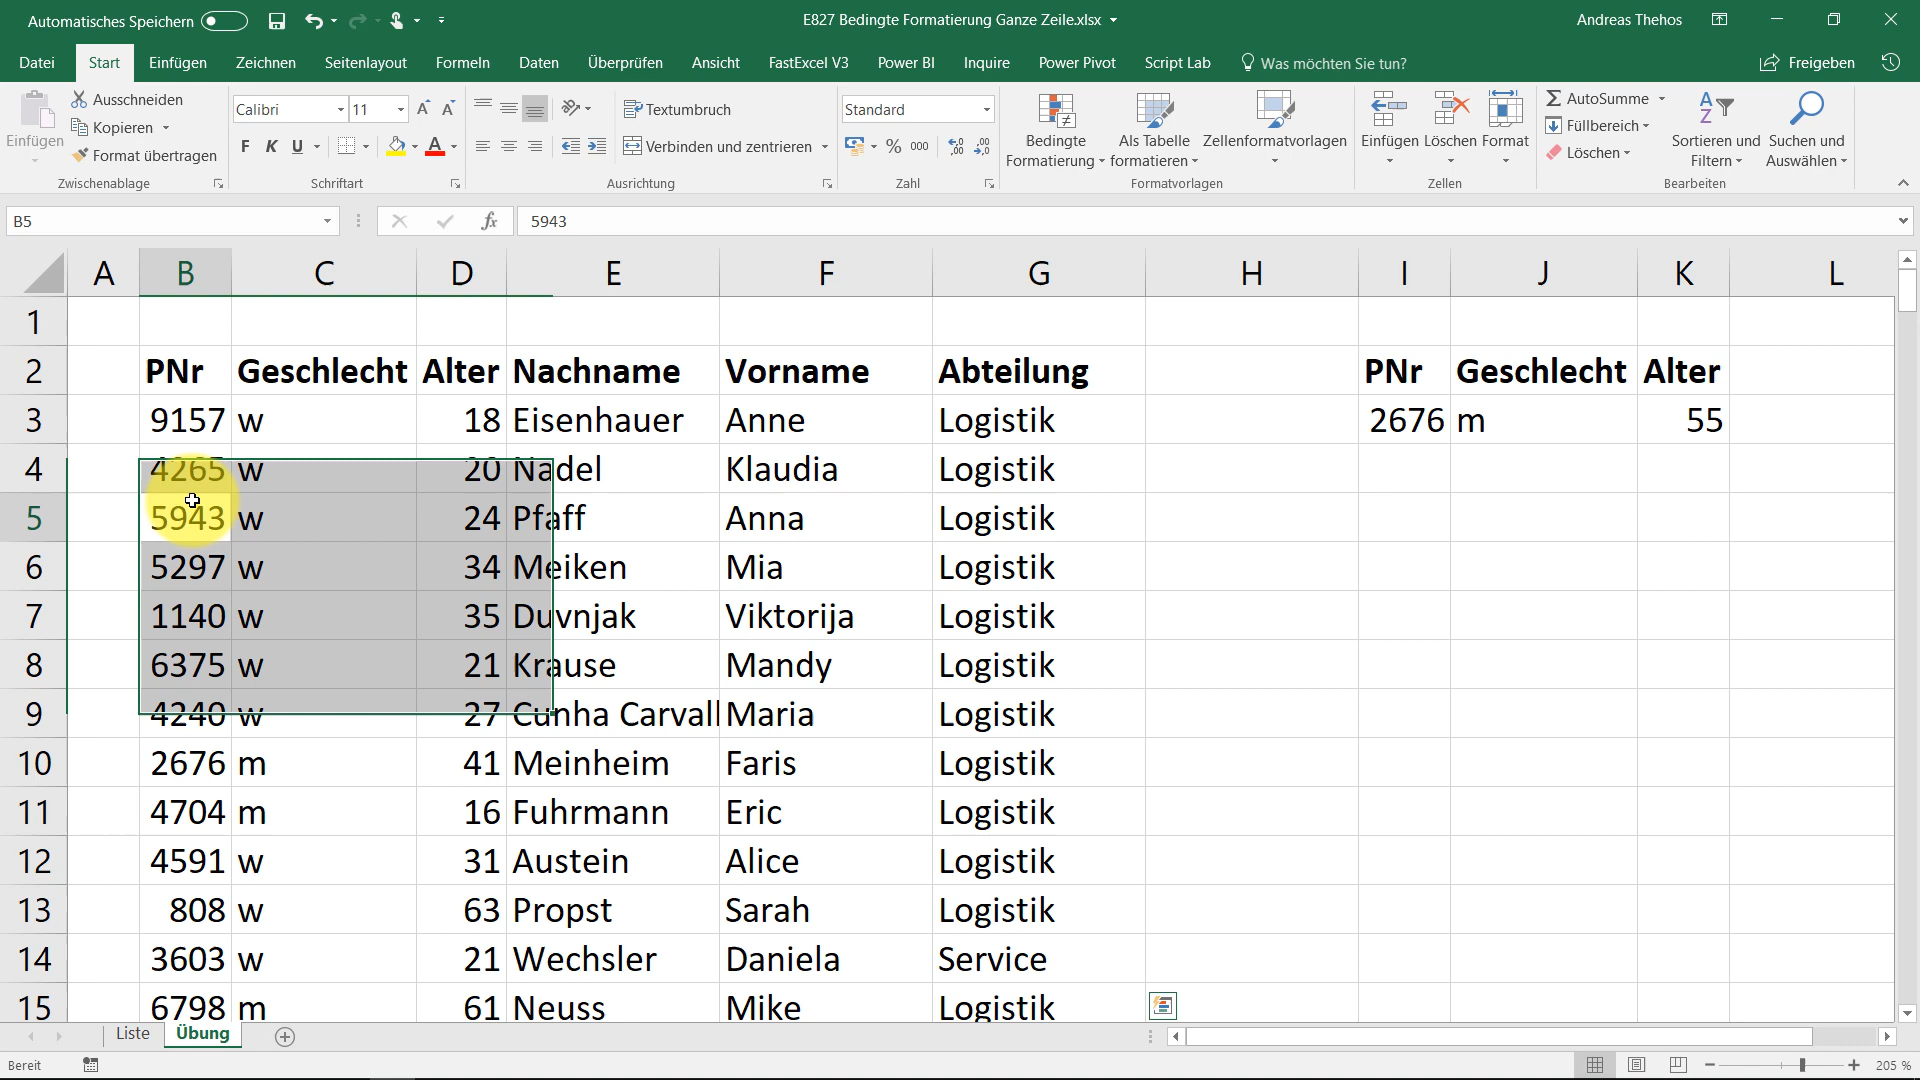 Automatisches Speichern
E827 Bedingte Formatierung Ganze Zeile.xlsx
Andreas Thehos
Datei Start Einfügen Zeichnen Seitenlayout Formeln Daten Überprüfen Ansicht FastExcel V3 Power BI Inquire Power Pivot Script Lab Was möchten Sie tun? Freigeben
Einfügen
Ausschneiden
Kopieren
Format übertragen
Zwischenablage
Calibri 11
F K U
Schriftart
Textumbruch
Verbinden und zentrieren
Ausrichtung
Standard
% 000
Zahl
Bedingte Formatierung
Als Tabelle formatieren
Zellenformatvorlagen
Formatvorlagen
Einfügen Löschen Format
Zellen
AutoSumme
Füllbereich
Löschen
Sortieren und Filtern
Suchen und Auswählen
Bearbeiten
B5 fx 5943
A B C D E F G H I J K L
1
2 PNr Geschlecht Alter Nachname Vorname Abteilung PNr Geschlecht Alter
3 9157 w 18 Eisenhauer Anne Logistik 2676 m 55
4 4265 w 20 Nadel Klaudia Logistik
5 5943 w 24 Pfaff Anna Logistik
6 5297 w 34 Meiken Mia Logistik
7 1140 w 35 Duvnjak Viktorija Logistik
8 6375 w 21 Krause Mandy Logistik
9 4240 w 27 Cunha Carvall Maria Logistik
10 2676 m 41 Meinheim Faris Logistik
11 4704 m 16 Fuhrmann Eric Logistik
12 4591 w 31 Austein Alice Logistik
13 808 w 63 Propst Sarah Logistik
14 3603 w 21 Wechsler Daniela Service
15 6798 m 61 Neuss Mike Logistik
Liste Übung
Bereit
205 %